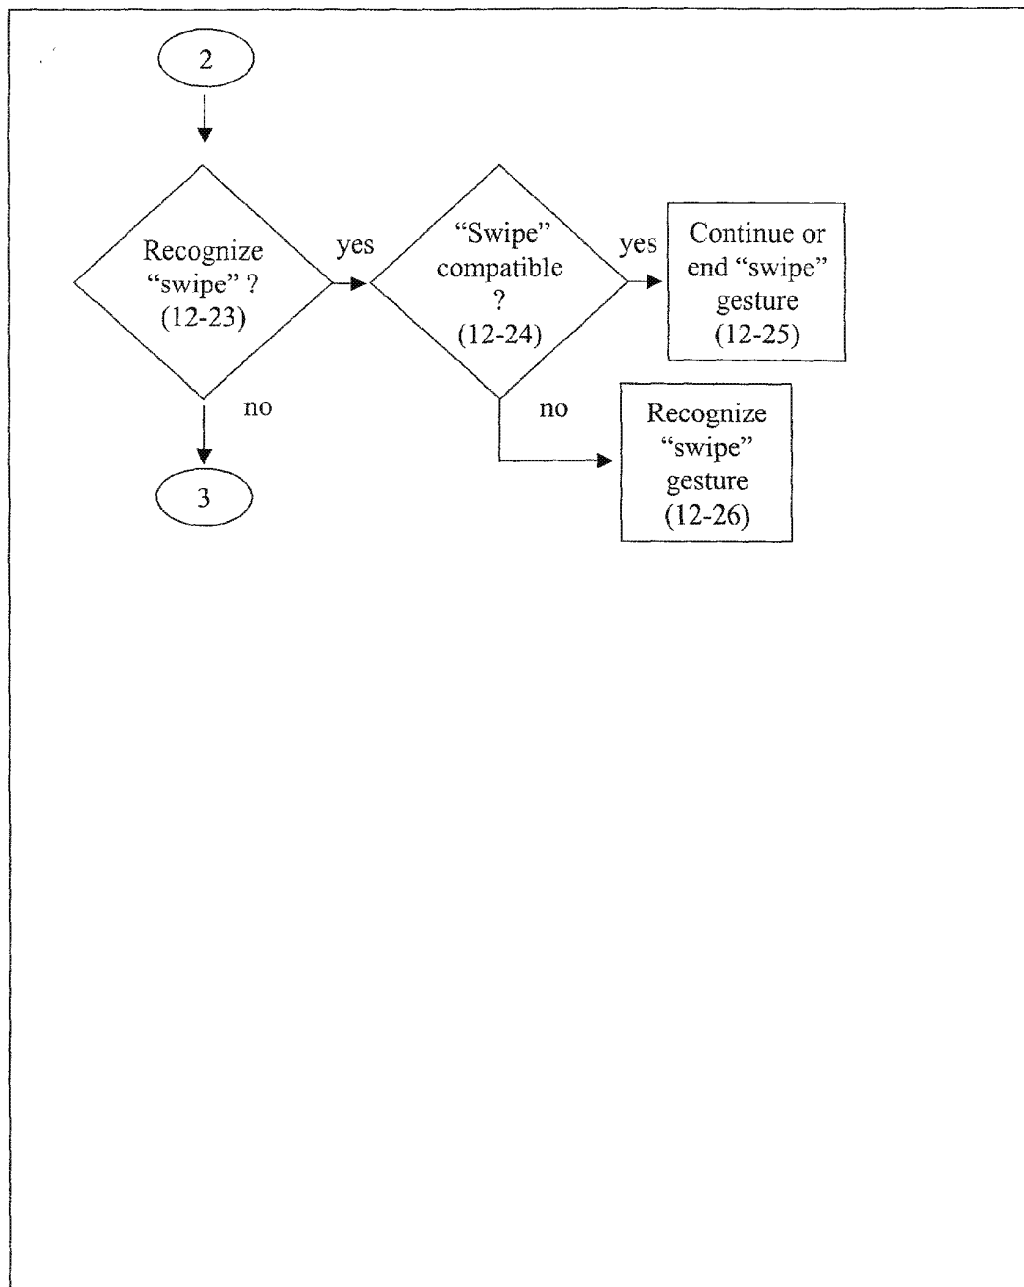 2
Recognize
“swipe” ?
(12-23)
yes
“Swipe”
compatible
?
(12-24)
yes
Continue or
end “swipe”
gesture
(12-25)
no
no
Recognize
“swipe”
gesture
(12-26)
3